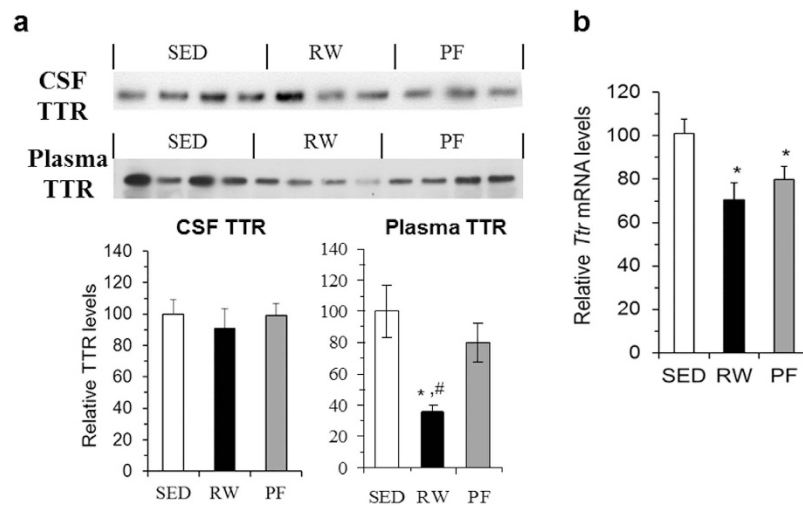 a
SED RW PF
CSF
TTR
SED RW PF
Plasma
TTR
CSF TTR
Relative TTR levels
140
120
100
80
60
40
20
0
SED RW PF
Plasma TTR
140
120
100
80
60
40
20
0
* ,#
SED RW PF
b
Relative Ttr mRNA levels
120
100
80
60
40
20
0
* *
SED RW PF